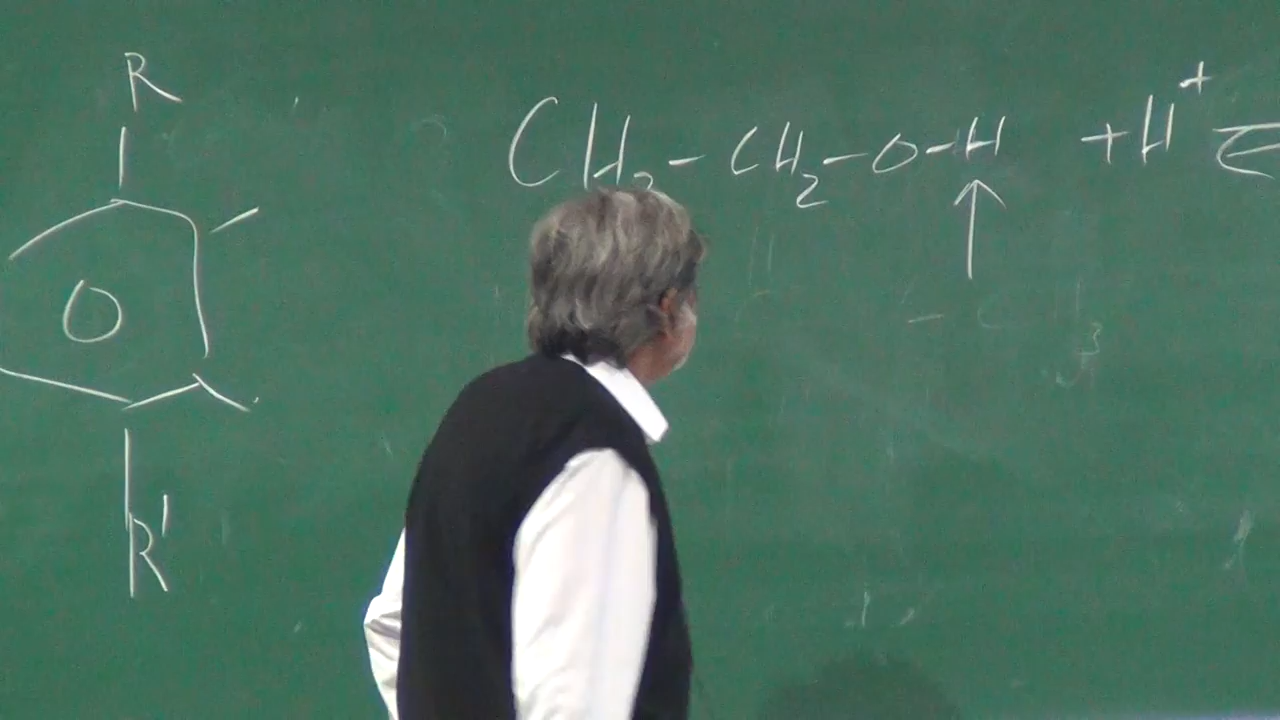 R
CH₃-CH₂-O-H + H⁺ ⇌
R'